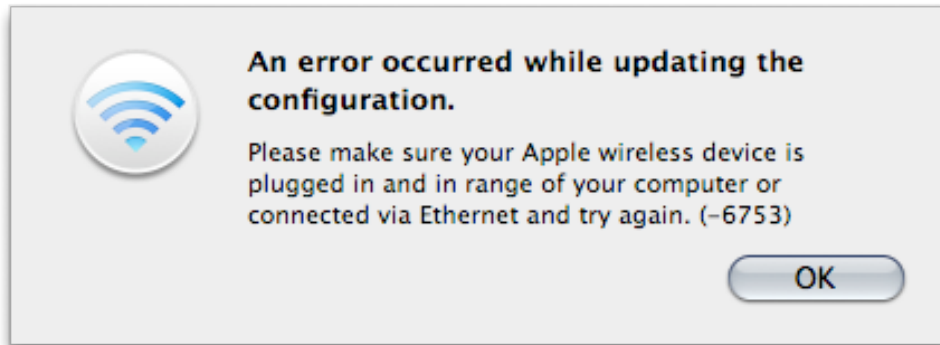 An error occurred while updating the
configuration.
Please make sure your Apple wireless device is
plugged in and in range of your computer or
connected via Ethernet and try again. (-6753)
OK